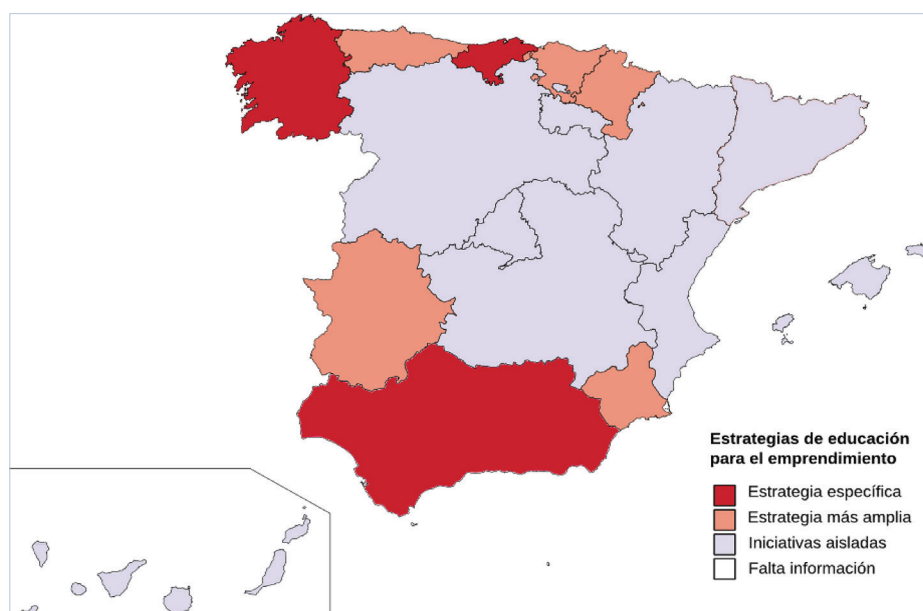 Estrategias de educación
para el emprendimiento
Estrategia específica
Estrategia más amplia
Iniciativas aisladas
Falta información